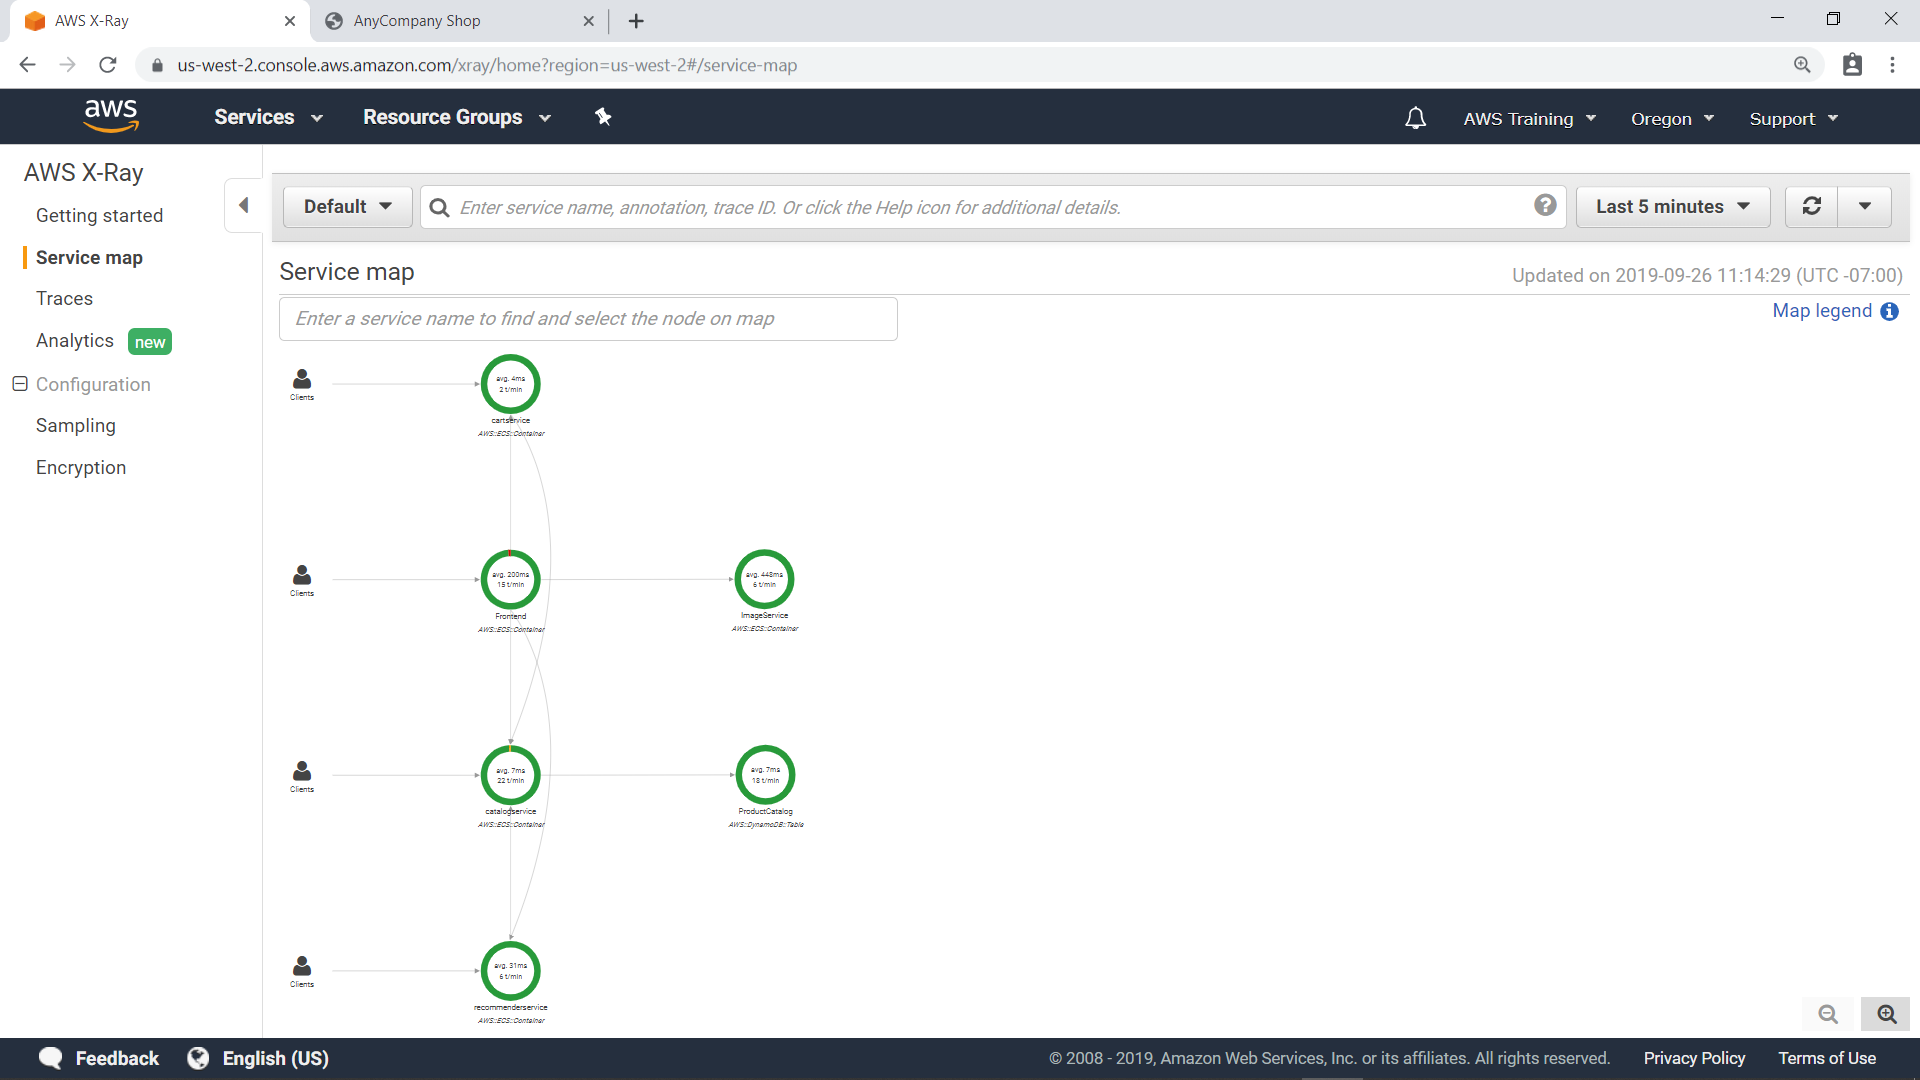 AWS X-Ray
AnyCompany Shop
us-west-2.console.aws.amazon.com/xray/home?region=us-west-2#/service-map
aws
Services
Resource Groups
AWS Training
Oregon
Support
AWS X-Ray
Getting started
Service map
Traces
Analytics new
Configuration
Sampling
Encryption
Default
Enter service name, annotation, trace ID. Or click the Help icon for additional details.
Last 5 minutes
Service map
Updated on 2019-09-26 11:14:29 (UTC -07:00)
Enter a service name to find and select the node on map
Map legend
Clients
avg. 4ms
2 t/min
cartservice
AWS::ECS::Container
Clients
avg. 200ms
15 t/min
Frontend
AWS::ECS::Container
avg. 448ms
6 t/min
ImageService
AWS::ECS::Container
Clients
avg. 7ms
22 t/min
catalogservice
AWS::ECS::Container
avg. 7ms
18 t/min
ProductCatalog
AWS::DynamoDB::Table
Clients
avg. 31ms
6 t/min
recommenderservice
AWS::ECS::Container
Feedback
English (US)
© 2008 - 2019, Amazon Web Services, Inc. or its affiliates. All rights reserved.
Privacy Policy
Terms of Use